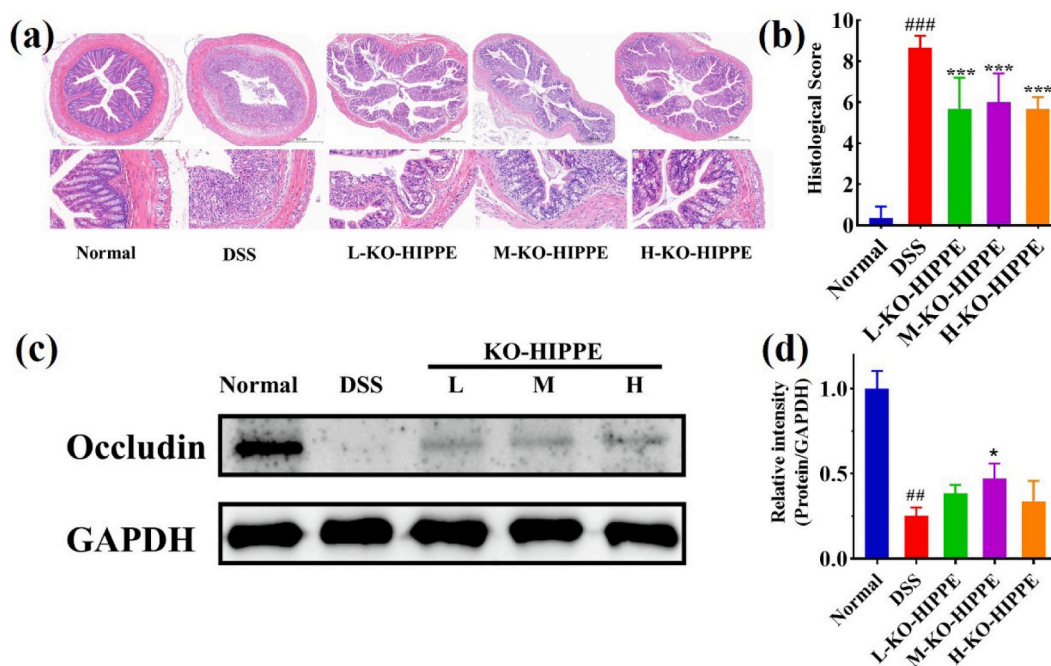 (a)
Normal
DSS
L-KO-HIPPE
M-KO-HIPPE
H-KO-HIPPE
(b)
Histological Score
10
8
6
4
2
0
###
***
***
***
Normal
DSS
L-KO-HIPPE
M-KO-HIPPE
H-KO-HIPPE
(c)
KO-HIPPE
Normal
DSS
L
M
H
Occludin
GAPDH
(d)
Relative intensity
(Protein/GAPDH)
1.0
0.5
0.0
##
*
Normal
DSS
L-KO-HIPPE
M-KO-HIPPE
H-KO-HIPPE